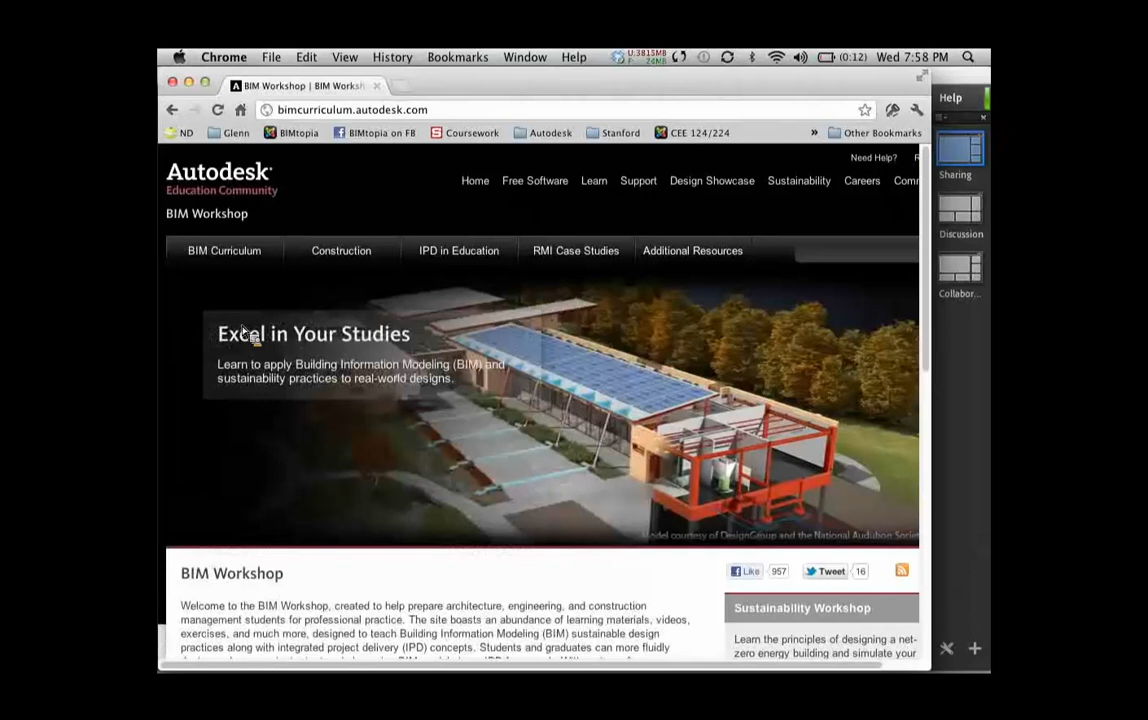 Chrome File Edit View History Bookmarks Window Help U:3815MB F: 24MB (0:12) Wed 7:58 PM
BIM Workshop | BIM Worksh
bimcurriculum.autodesk.com
Help
ND Glenn BIMtopia BIMtopia on FB Coursework Autodesk Stanford CEE 124/224 » Other Bookmarks
Need Help? R
Autodesk
Education Community
Home Free Software Learn Support Design Showcase Sustainability Careers Comm
Sharing
BIM Workshop
Discussion
BIM Curriculum Construction IPD in Education RMI Case Studies Additional Resources
Collabor...
Excel in Your Studies
Learn to apply Building Information Modeling (BIM) and
sustainability practices to real-world designs.
Model courtesy of DesignGroup and the National Audubon Societ
BIM Workshop
Like 957 Tweet 16
Welcome to the BIM Workshop, created to help prepare architecture, engineering, and construction
management students for professional practice. The site boasts an abundance of learning materials, videos,
exercises, and much more, designed to teach Building Information Modeling (BIM) sustainable design
practices along with integrated project delivery (IPD) concepts. Students and graduates can more fluidly
Sustainability Workshop
Learn the principles of designing a net-
zero energy building and simulate your